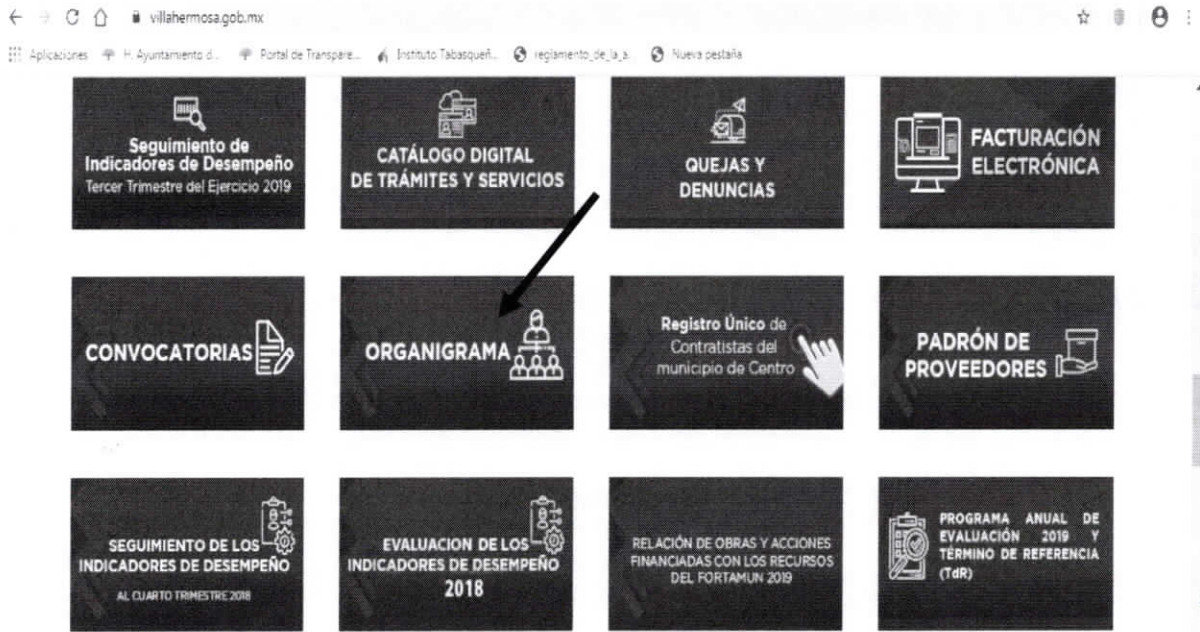 villahermosa.gob.mx
Aplicaciones H. Ayuntamiento d... Portal de Transpare... Instituto Tabasqueñ... reglamento_de_la_a... Nueva pestaña
Seguimiento de
Indicadores de Desempeño
Tercer Trimestre del Ejercicio 2019
CATÁLOGO DIGITAL
DE TRÁMITES Y SERVICIOS
QUEJAS Y
DENUNCIAS
FACTURACIÓN
ELECTRÓNICA
CONVOCATORIAS
ORGANIGRAMA
Registro Único de
Contratistas del
municipio de Centro
PADRÓN DE
PROVEEDORES
SEGUIMIENTO DE LOS
INDICADORES DE DESEMPEÑO
AL CUARTO TRIMESTRE 2018
EVALUACION DE LOS
INDICADORES DE DESEMPEÑO
2018
RELACIÓN DE OBRAS Y ACCIONES
FINANCIADAS CON LOS RECURSOS
DEL FORTAMUN 2019
PROGRAMA ANUAL DE
EVALUACIÓN 2019 Y
TÉRMINO DE REFERENCIA
(TdR)